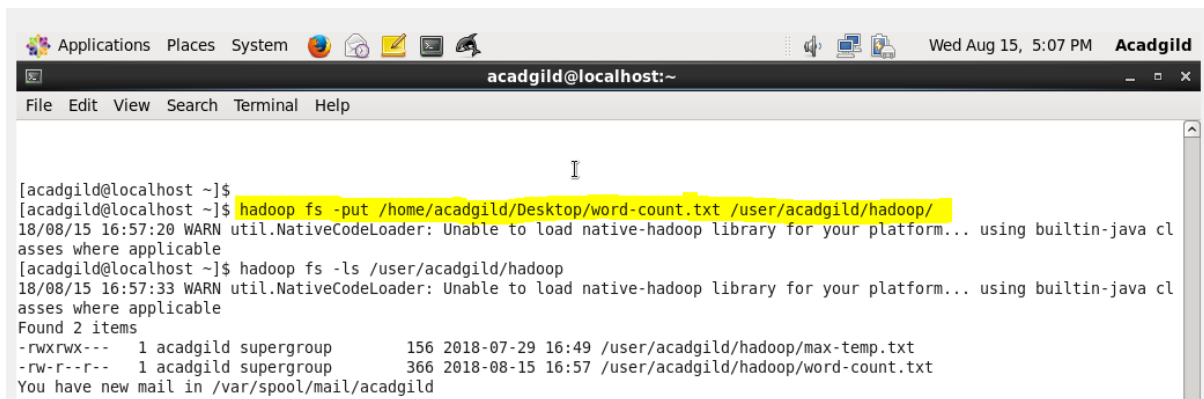 Applications Places System Wed Aug 15, 5:07 PM Acadgild
acadgild@localhost:~
File Edit View Search Terminal Help
[acadgild@localhost ~]$
[acadgild@localhost ~]$ hadoop fs -put /home/acadgild/Desktop/word-count.txt /user/acadgild/hadoop/
18/08/15 16:57:20 WARN util.NativeCodeLoader: Unable to load native-hadoop library for your platform... using builtin-java cl
asses where applicable
[acadgild@localhost ~]$ hadoop fs -ls /user/acadgild/hadoop
18/08/15 16:57:33 WARN util.NativeCodeLoader: Unable to load native-hadoop library for your platform... using builtin-java cl
asses where applicable
Found 2 items
-rwxrwx---   1 acadgild supergroup        156 2018-07-29 16:49 /user/acadgild/hadoop/max-temp.txt
-rw-r--r--   1 acadgild supergroup        366 2018-08-15 16:57 /user/acadgild/hadoop/word-count.txt
You have new mail in /var/spool/mail/acadgild